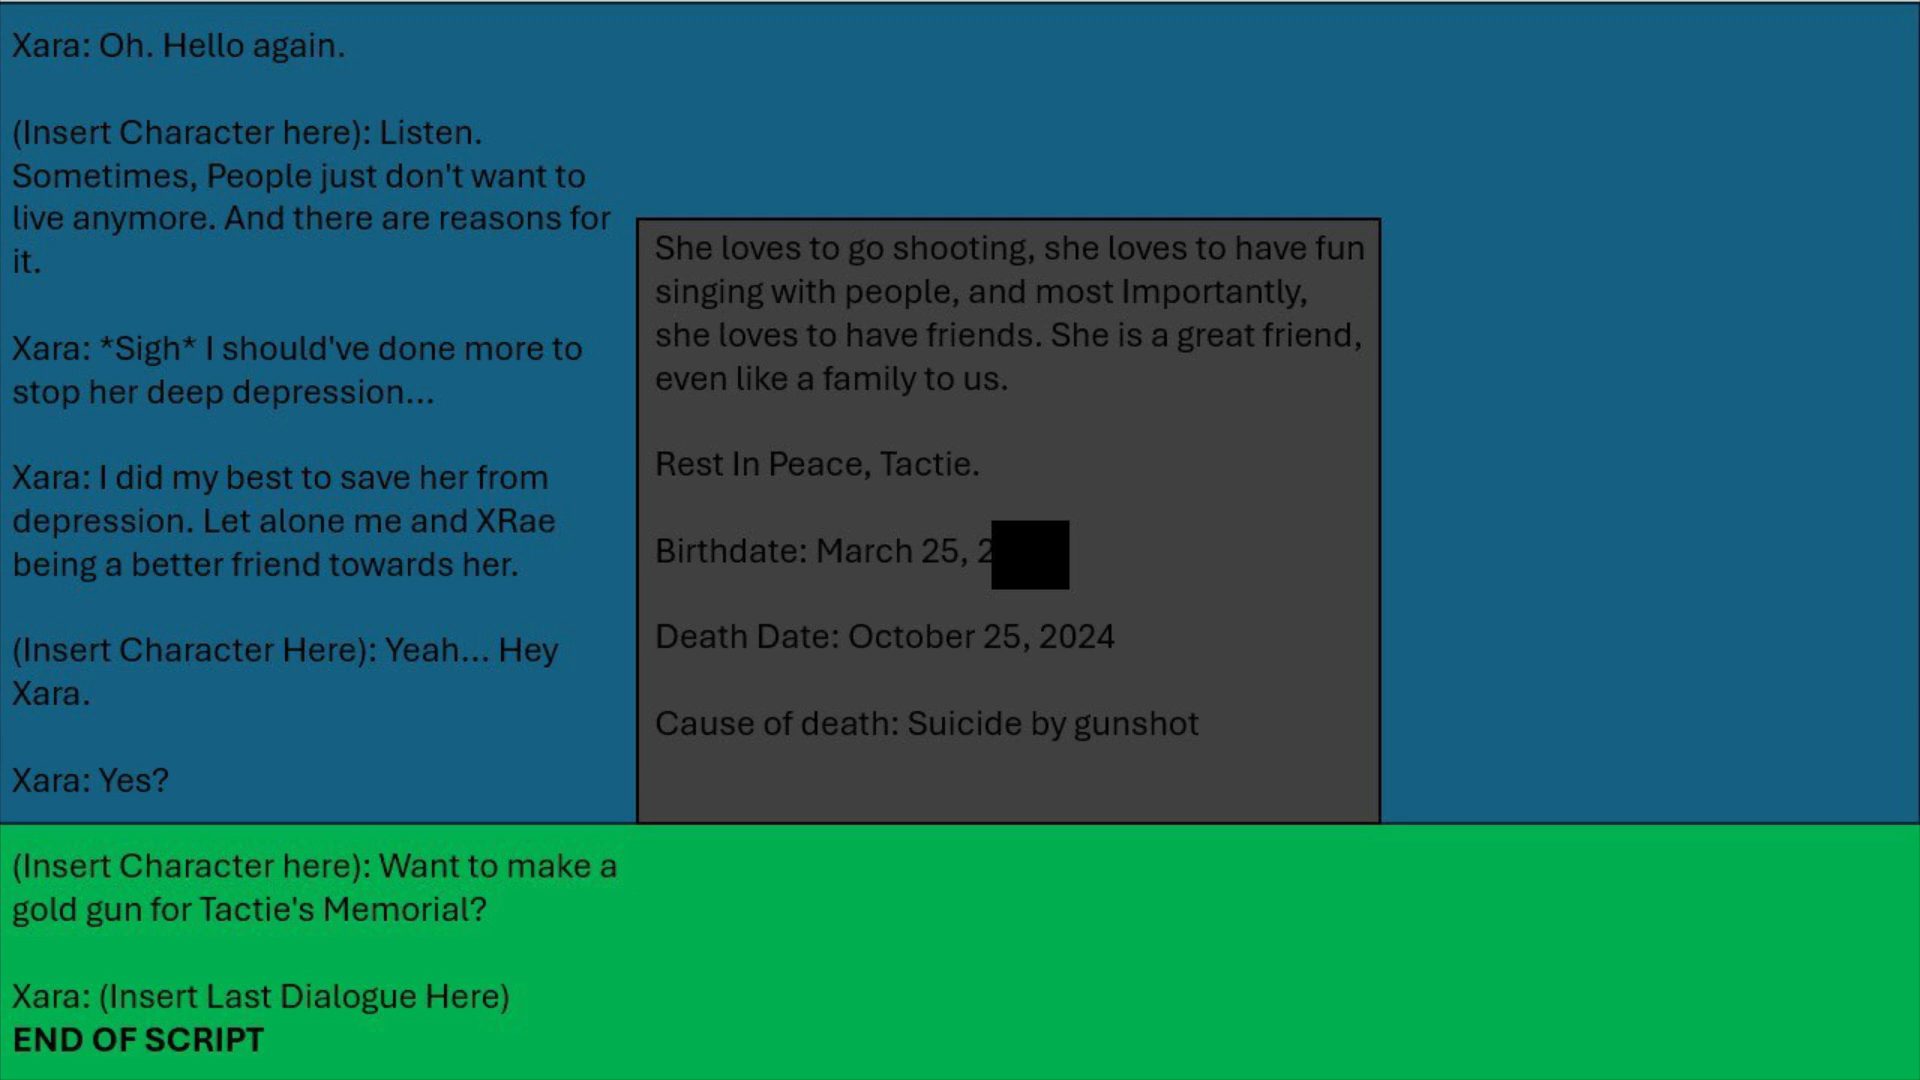 Xara: Oh. Hello again.
(Insert Character here): Listen.
Sometimes, People just don't want to
live anymore. And there are reasons for
it.
Xara: *Sigh* I should've done more to
stop her deep depression...
Xara: I did my best to save her from
depression. Let alone me and XRae
being a better friend towards her.
(Insert Character Here): Yeah... Hey
Xara.
Xara: Yes?
(Insert Character here): Want to make a
gold gun for Tactie's Memorial?
Xara: (Insert Last Dialogue Here)
END OF SCRIPT
She loves to go shooting, she loves to have fun
singing with people, and most Importantly,
she loves to have friends. She is a great friend,
even like a family to us.
Rest In Peace, Tactie.
Birthdate: March 25, 2
Death Date: October 25, 2024
Cause of death: Suicide by gunshot